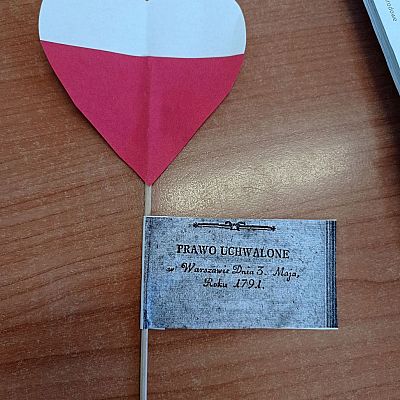 PRAWO UCHWALONE
w Warszawie Dnia 3. Maja,
Roku 1791.